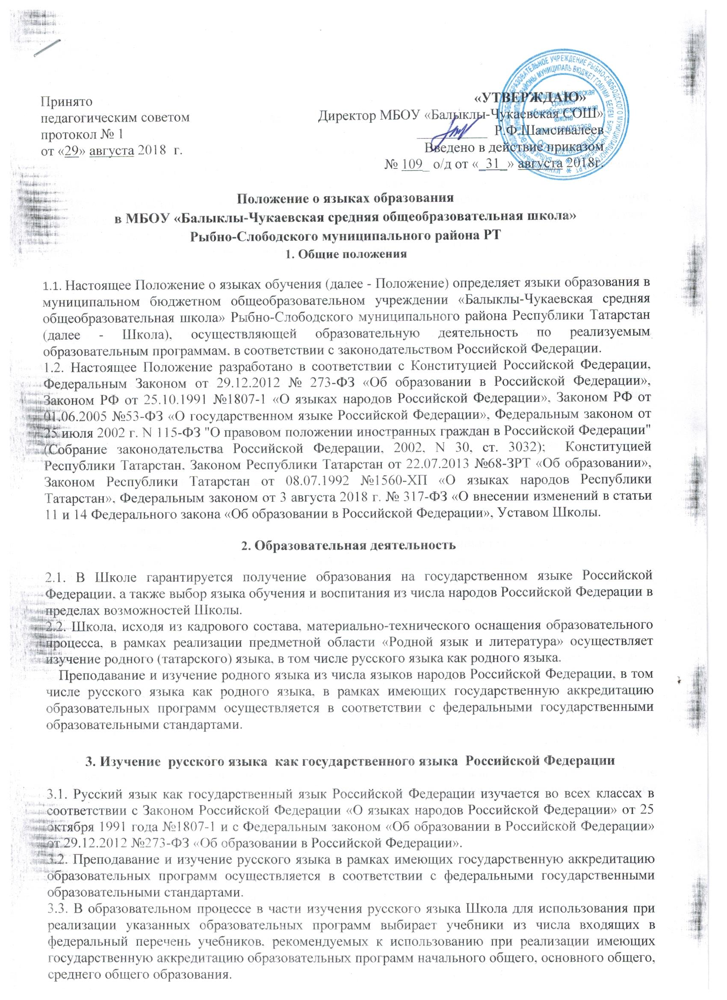 Принято
педагогическим советом
протокол № 1
от «29» августа 2018 г.
«УТВЕРЖДАЮ»
Директор МБОУ «Балыклы-Чукаевская СОШ»
Р.Ф.Шамсивалеев
Введено в действие приказом
№ 109_ о/д от «_31_» августа 2018г.
Балыклы-Чукаевская
средняя
общеобразовательная
школа
Положение о языках образования
в МБОУ «Балыклы-Чукаевская средняя общеобразовательная школа»
Рыбно-Слободского муниципального района РТ
1. Общие положения
1.1. Настоящее Положение о языках обучения (далее - Положение) определяет языки образования в
муниципальном бюджетном общеобразовательном учреждении «Балыклы-Чукаевская средняя
общеобразовательная школа» Рыбно-Слободского муниципального района Республики Татарстан
(далее - Школа), осуществляющей образовательную деятельность по реализуемым
образовательным программам, в соответствии с законодательством Российской Федерации.
1.2. Настоящее Положение разработано в соответствии с Конституцией Российской Федерации,
Федеральным Законом от 29.12.2012 № 273-ФЗ «Об образовании в Российской Федерации»,
Законом РФ от 25.10.1991 №1807-1 «О языках народов Российской Федерации», Законом РФ от
01.06.2005 №53-ФЗ «О государственном языке Российской Федерации», Федеральным законом от
25 июля 2002 г. N 115-ФЗ "О правовом положении иностранных граждан в Российской Федерации"
(Собрание законодательства Российской Федерации, 2002, N 30, ст. 3032); Конституцией
Республики Татарстан, Законом Республики Татарстан от 22.07.2013 №68-ЗРТ «Об образовании»,
Законом Республики Татарстан от 08.07.1992 №1560-ХП «О языках народов Республики
Татарстан», Федеральным законом от 3 августа 2018 г. № 317-ФЗ «О внесении изменений в статьи
11 и 14 Федерального закона «Об образовании в Российской Федерации», Уставом Школы.
2. Образовательная деятельность
2.1. В Школе гарантируется получение образования на государственном языке Российской
Федерации, а также выбор языка обучения и воспитания из числа народов Российской Федерации в
пределах возможностей Школы.
2.2. Школа, исходя из кадрового состава, материально-технического оснащения образовательного
процесса, в рамках реализации предметной области «Родной язык и литература» осуществляет
изучение родного (татарского) языка, в том числе русского языка как родного языка.
Преподавание и изучение родного языка из числа языков народов Российской Федерации, в том
числе русского языка как родного языка, в рамках имеющих государственную аккредитацию
образовательных программ осуществляется в соответствии с федеральными государственными
образовательными стандартами.
3. Изучение русского языка как государственного языка Российской Федерации
3.1. Русский язык как государственный язык Российской Федерации изучается во всех классах в
соответствии с Законом Российской Федерации «О языках народов Российской Федерации» от 25
октября 1991 года №1807-1 и с Федеральным законом «Об образовании в Российской Федерации»
от 29.12.2012 №273-ФЗ «Об образовании в Российской Федерации».
3.2. Преподавание и изучение русского языка в рамках имеющих государственную аккредитацию
образовательных программ осуществляется в соответствии с федеральными государственными
образовательными стандартами.
3.3. В образовательном процессе в части изучения русского языка Школа для использования при
реализации указанных образовательных программ выбирает учебники из числа входящих в
федеральный перечень учебников, рекомендуемых к использованию при реализации имеющих
государственную аккредитацию образовательных программ начального общего, основного общего,
среднего общего образования.